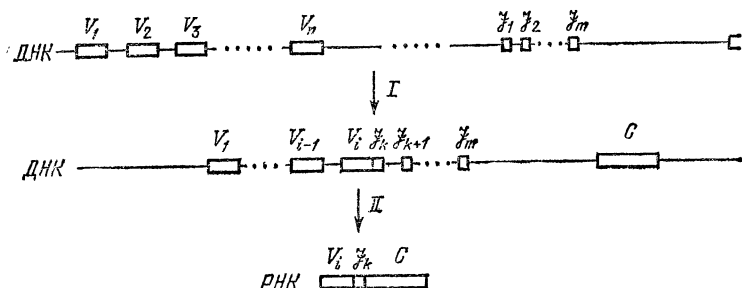 V₁ V₂ V₃ Vₙ J₁ J₂ Jₘ
ДНК
I
V₁ Vᵢ₋₁ Vᵢ Jₖ Jₖ₊₁ Jₘ C
ДНК
II
Vᵢ Jₖ C
РНК